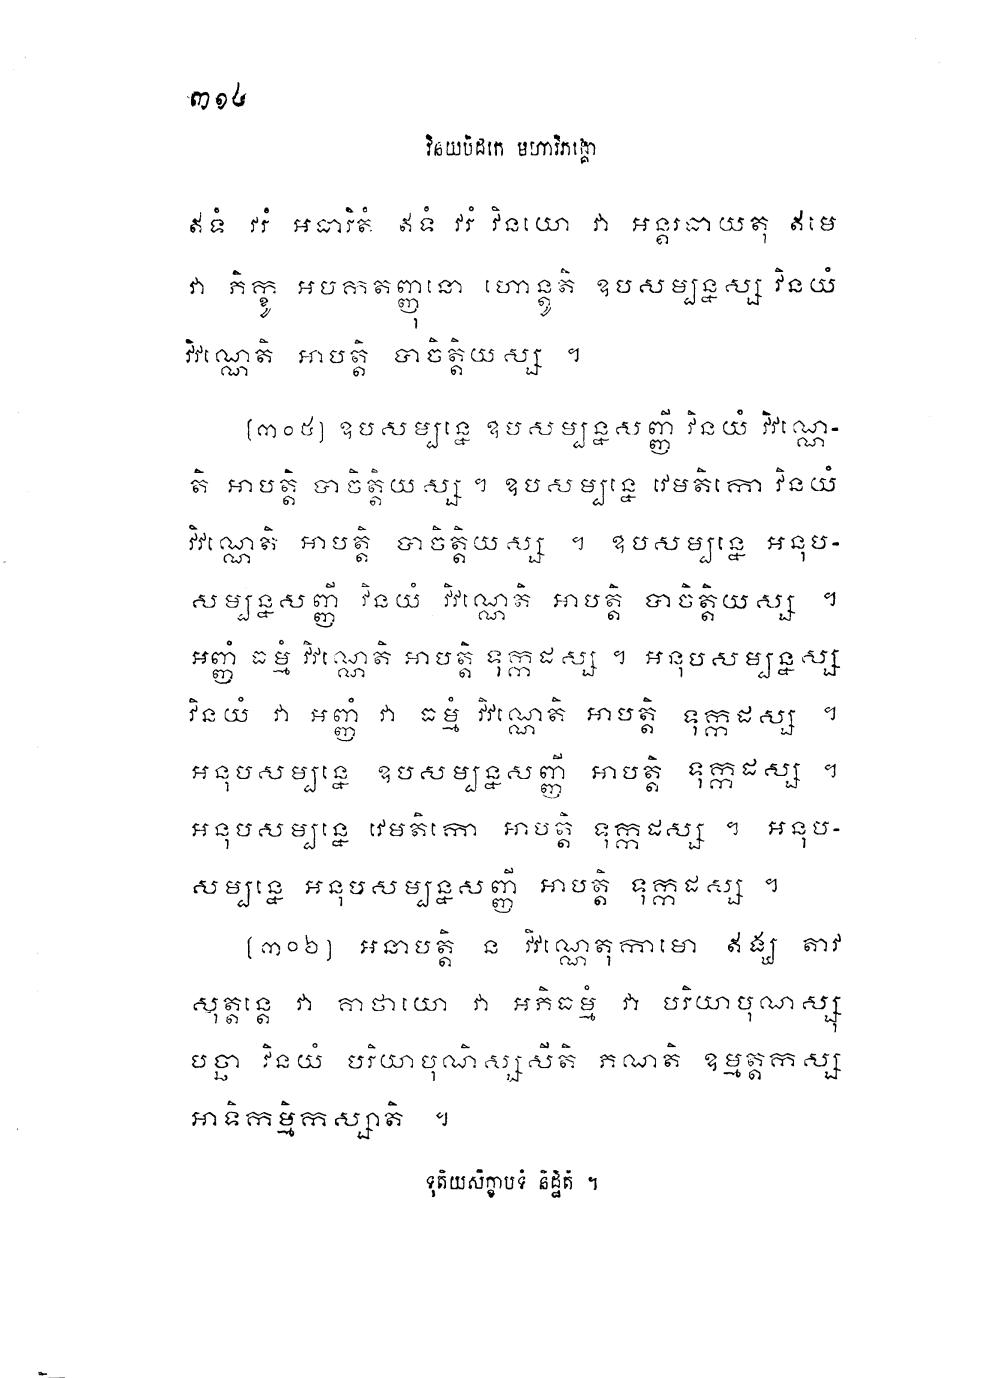 ៣១៤
វិនយបិដកេ មហាវិភង្គោ
ឥទំ វរំ អធារិតំ ឥទំ វរំ វិនយោ វា អន្តរធាយតុ ឥមេ
វា ភិក្ខូ អបកតញ្ញុនោ ហោន្តូតិ ឧបសម្បន្នស្ស វិនយំ
វិវណ្ណេតិ អាបត្តិ បាចិត្តិយស្ស ។
[៣០៥] ឧបសម្បន្នេ ឧបសម្បន្នសញ្ញី វិនយំ វិវណ្ណេ-
តិ អាបត្តិ បាចិត្តិយស្ស ។ ឧបសម្បន្នេ វេមតិកោ វិនយំ
វិវណ្ណេតិ អាបត្តិ បាចិត្តិយស្ស ។ ឧបសម្បន្នេ អនុប-
សម្បន្នសញ្ញី វិនយំ វិវណ្ណេតិ អាបត្តិ បាចិត្តិយស្ស ។
អញ្ញំ ធម្មំ វិវណ្ណេតិ អាបត្តិ ទុក្កដស្ស ។ អនុបសម្បន្នស្ស
វិនយំ វា អញ្ញំ វា ធម្មំ វិវណ្ណេតិ អាបត្តិ ទុក្កដស្ស ។
អនុបសម្បន្នេ ឧបសម្បន្នសញ្ញី អាបត្តិ ទុក្កដស្ស ។
អនុបសម្បន្នេ វេមតិកោ អាបត្តិ ទុក្កដស្ស ។ អនុប-
សម្បន្នេ អនុបសម្បន្នសញ្ញី អាបត្តិ ទុក្កដស្ស ។
[៣០៦] អនាបត្តិ ន វិវណ្ណេតុកាមោ ឥង្ឃ តាវ
សុត្តន្តេ វា គាថាយោ វា អភិធម្មំ វា បរិយាបុណស្សុ
បច្ឆា វិនយំ បរិយាបុណិស្សសីតិ ភណតិ ឧម្មត្តកស្ស
អាទិកម្មិកស្សាតិ ។
ទុតិយសិក្ខាបទំ និដ្ឋិតំ ។